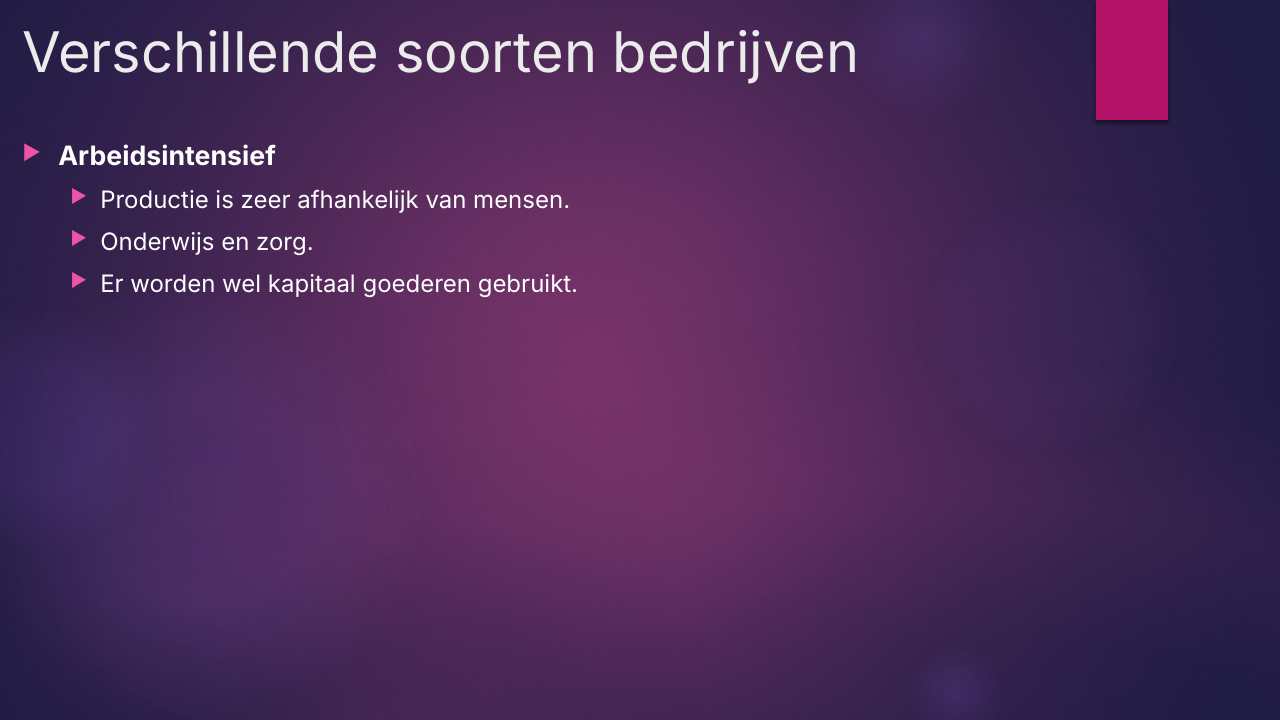 Verschillende soorten bedrijven
Arbeidsintensief
Productie is zeer afhankelijk van mensen.
Onderwijs en zorg.
Er worden wel kapitaal goederen gebruikt.